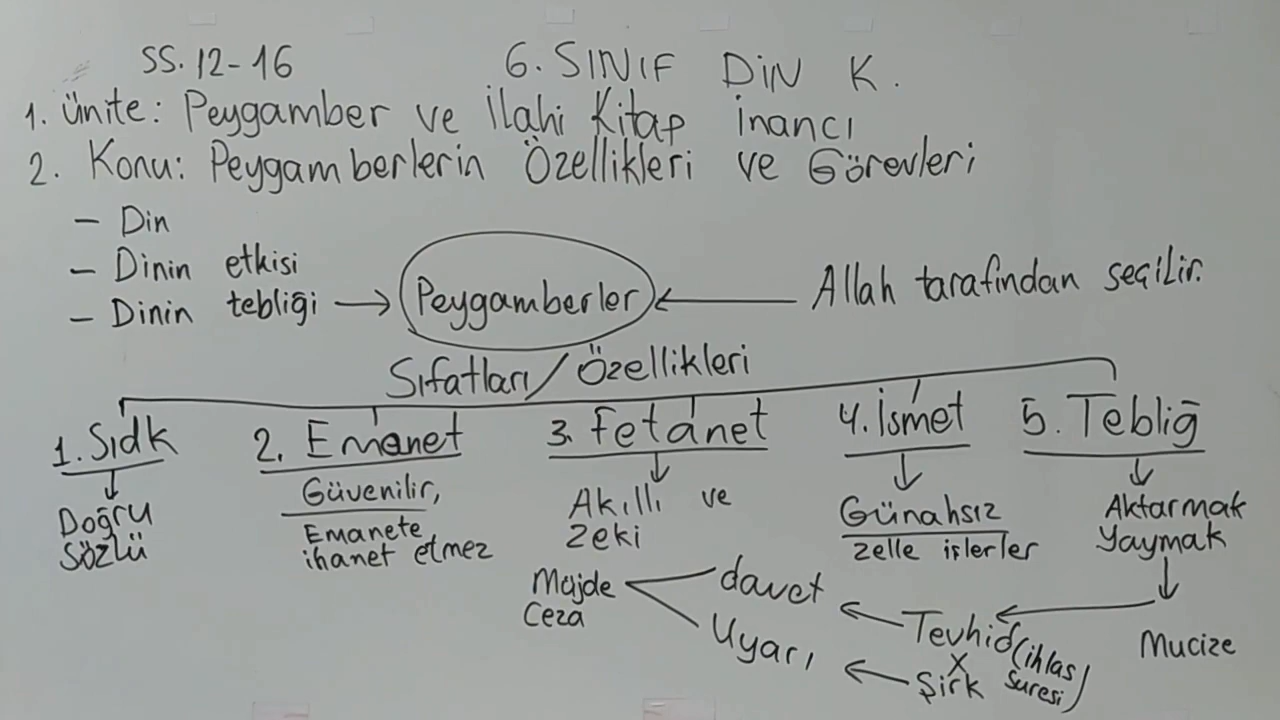 SS. 12-16
6. SINIF DİN K.
1. Ünite: Peygamber ve İlahi Kitap İnancı
2. Konu: Peygamberlerin Özellikleri ve Görevleri
- Din
- Dinin etkisi
- Dinin tebliği → Peygamberler ← Allah tarafından seçilir.
Sıfatları/Özellikleri
1. Sıdk
Doğru
Sözlü
2. Emanet
Güvenilir,
Emanete
ihanet etmez
3. Fetânet
Akıllı ve
Zeki
4. İsmet
Günahsız
Zelle işlerler
5. Tebliğ
Aktarmak
Yaymak
Mucize
Tevhid (ihlas
suresi)
X
Şirk
davet
Uyarı
Müjde
Ceza